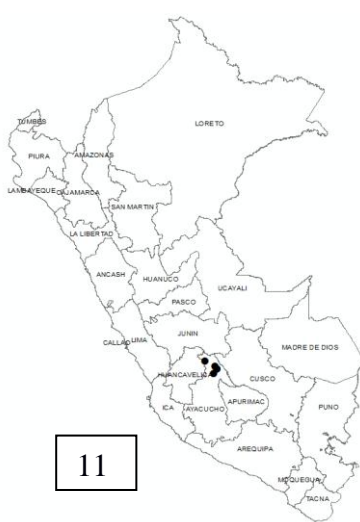 LORETO
TUMBES
PIURA
AMAZONAS
LAMBAYEQUE
CAJAMARCA
SAN MARTIN
LA LIBERTAD
ANCASH
HUANUCO
UCAYALI
PASCO
JUNIN
CALLAO
LIMA
MADRE DE DIOS
HUANCAVELICA
CUSCO
ICA
AYACUCHO
APURIMAC
PUNO
AREQUIPA
MOQUEGUA
TACNA
11